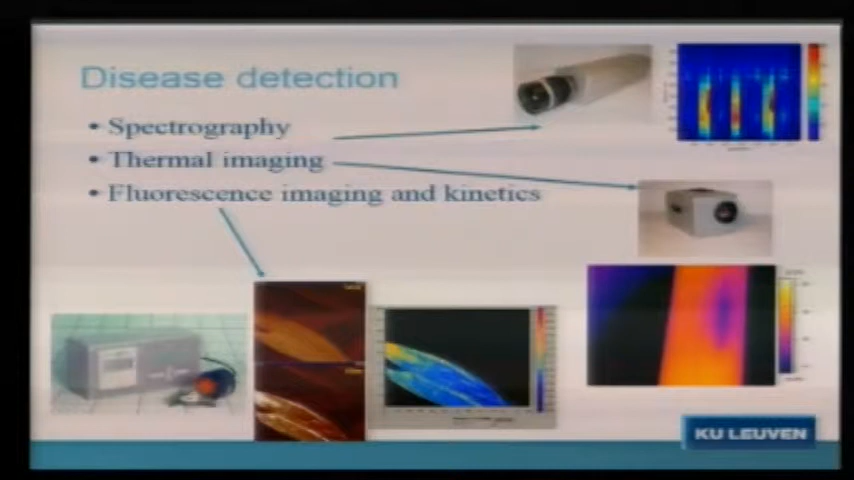 Disease detection
• Spectrography
• Thermal imaging
• Fluorescence imaging and kinetics
KU LEUVEN